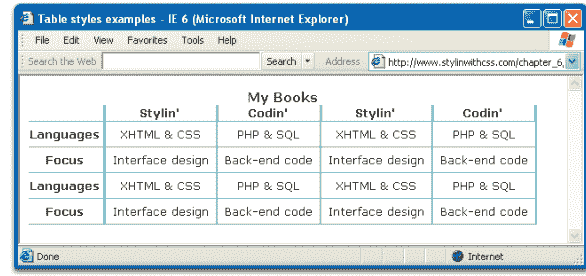 Table styles examples - IE 6 (Microsoft Internet Explorer)
File Edit View Favorites Tools Help
Search the Web Search Address http://www.stylinwithcss.com/chapter_6,
My Books
Stylin' Codin' Stylin' Codin'
Languages XHTML & CSS PHP & SQL XHTML & CSS PHP & SQL
Focus Interface design Back-end code Interface design Back-end code
Languages XHTML & CSS PHP & SQL XHTML & CSS PHP & SQL
Focus Interface design Back-end code Interface design Back-end code
Done Internet